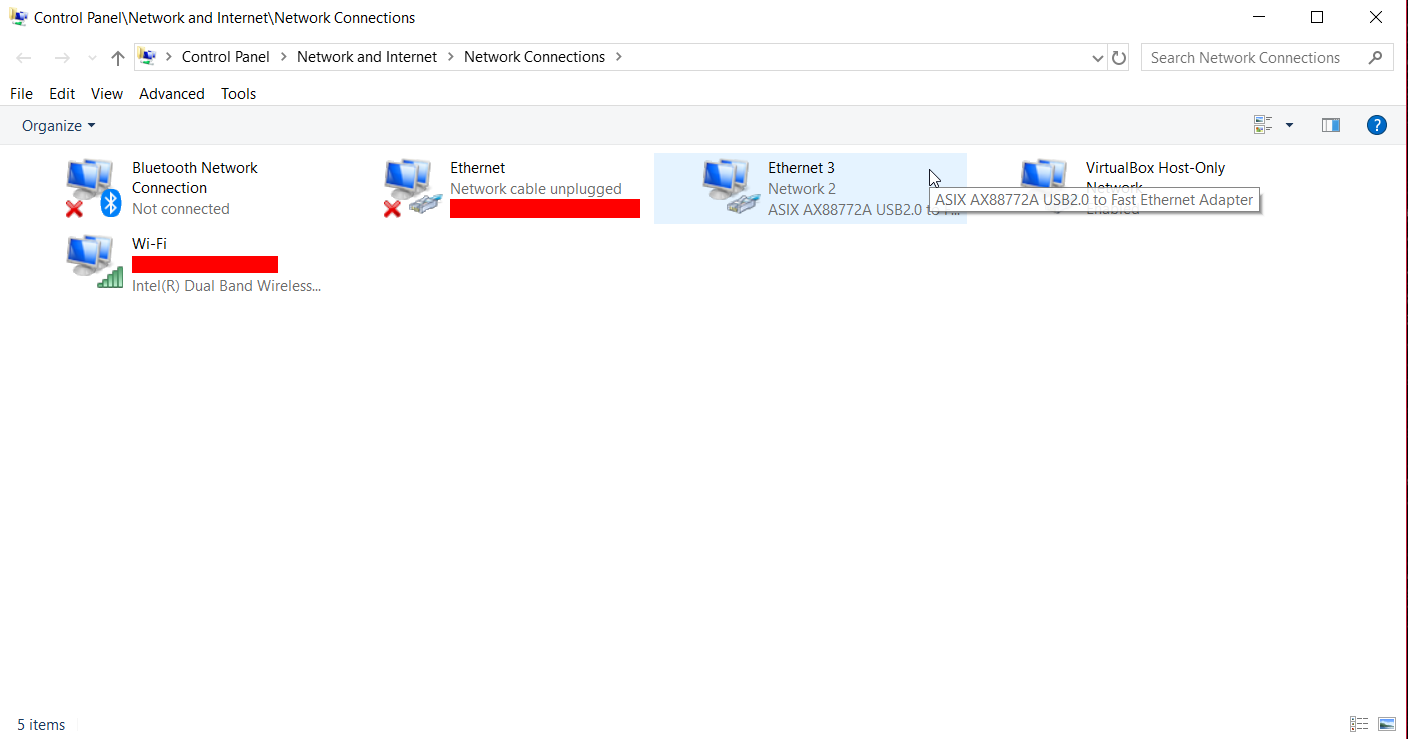 Control Panel\Network and Internet\Network Connections
Control Panel
Network and Internet
Network Connections
Search Network Connections
File Edit View Advanced Tools
Organize
?
Bluetooth Network
Connection
Not connected
Ethernet
Network cable unplugged
Ethernet 3
Network 2
ASIX AX88772A USB2.0 to F...
VirtualBox Host-Only
Network
Enabled
ASIX AX88772A USB2.0 to Fast Ethernet Adapter
Wi-Fi
Intel(R) Dual Band Wireless...
5 items